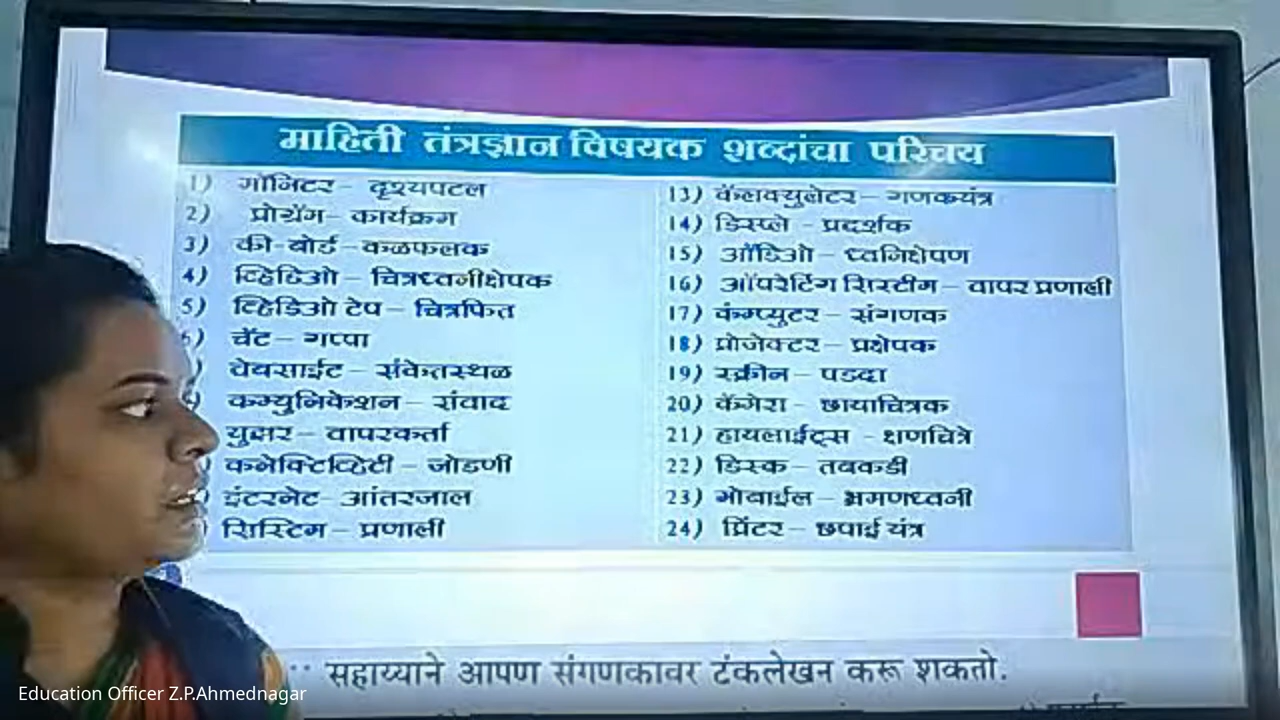 माहिती तंत्रज्ञान विषयक शब्दांचा परिचय
1) मॉनिटर – दृश्यपटल
2) प्रोग्रॅम – कार्यक्रम
3) की बोर्ड – कळफलक
4) व्हिडिओ – चित्रध्वनीक्षेपक
5) व्हिडिओ टेप – चित्रफित
6) चॅट – गप्पा
वेबसाईट – संकेतस्थळ
कम्युनिकेशन – संवाद
युझर – वापरकर्ता
कनेक्टिव्हिटी – जोडणी
इंटरनेट – आंतरजाल
सिस्टिम – प्रणाली
13) कॅलक्युलेटर – गणकयंत्र
14) डिस्प्ले – प्रदर्शक
15) ऑडिओ – ध्वनिक्षेपण
16) ऑपरेटिंग सिस्टीम – वापर प्रणाली
17) कंम्प्युटर – संगणक
18) प्रोजेक्टर – प्रक्षेपक
19) स्क्रीन – पडदा
20) कॅमेरा – छायाचित्रक
21) हायलाईट्स - क्षणचित्रे
22) डिस्क – तबकडी
23) मोबाईल – भ्रमणध्वनी
24) प्रिंटर – छपाई यंत्र
सहाय्याने आपण संगणकावर टंकलेखन करू शकतो.
Education Officer Z.P.Ahmednagar